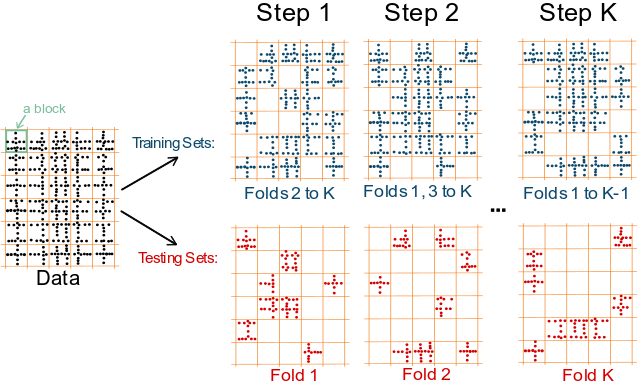 Step 1 Step 2 Step K
a block
Training Sets:
Folds 2 to K Folds 1, 3 to K Folds 1 to K-1
...
Testing Sets:
Data
Fold 1 Fold 2 Fold K